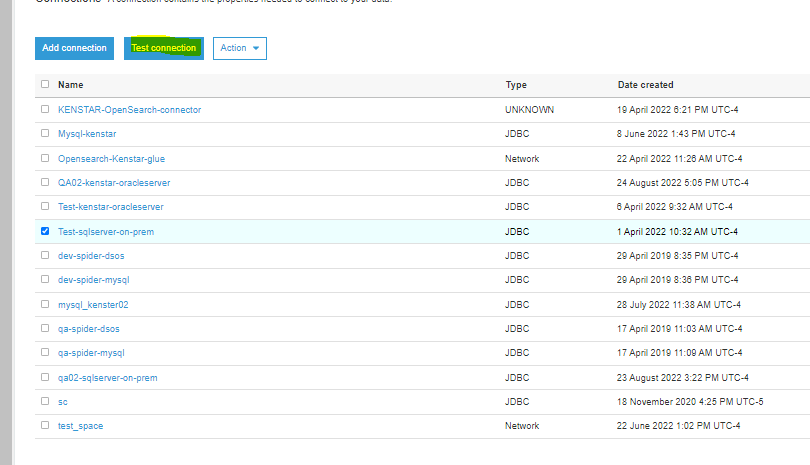 Connections A connection contains the properties needed to connect to your data.
Add connection Test connection Action
Name Type Date created
KENSTAR-OpenSearch-connector UNKNOWN 19 April 2022 6:21 PM UTC-4
Mysql-kenstar JDBC 8 June 2022 1:43 PM UTC-4
Opensearch-Kenstar-glue Network 22 April 2022 11:26 AM UTC-4
QA02-kenstar-oracleserver JDBC 24 August 2022 5:05 PM UTC-4
Test-kenstar-oracleserver JDBC 6 April 2022 9:32 AM UTC-4
Test-sqlserver-on-prem JDBC 1 April 2022 10:32 AM UTC-4
dev-spider-dsos JDBC 29 April 2019 8:35 PM UTC-4
dev-spider-mysql JDBC 29 April 2019 8:36 PM UTC-4
mysql_kenster02 JDBC 28 July 2022 11:38 AM UTC-4
qa-spider-dsos JDBC 17 April 2019 11:03 AM UTC-4
qa-spider-mysql JDBC 17 April 2019 11:09 AM UTC-4
qa02-sqlserver-on-prem JDBC 23 August 2022 3:22 PM UTC-4
sc JDBC 18 November 2020 4:25 PM UTC-5
test_space Network 22 June 2022 1:02 PM UTC-4